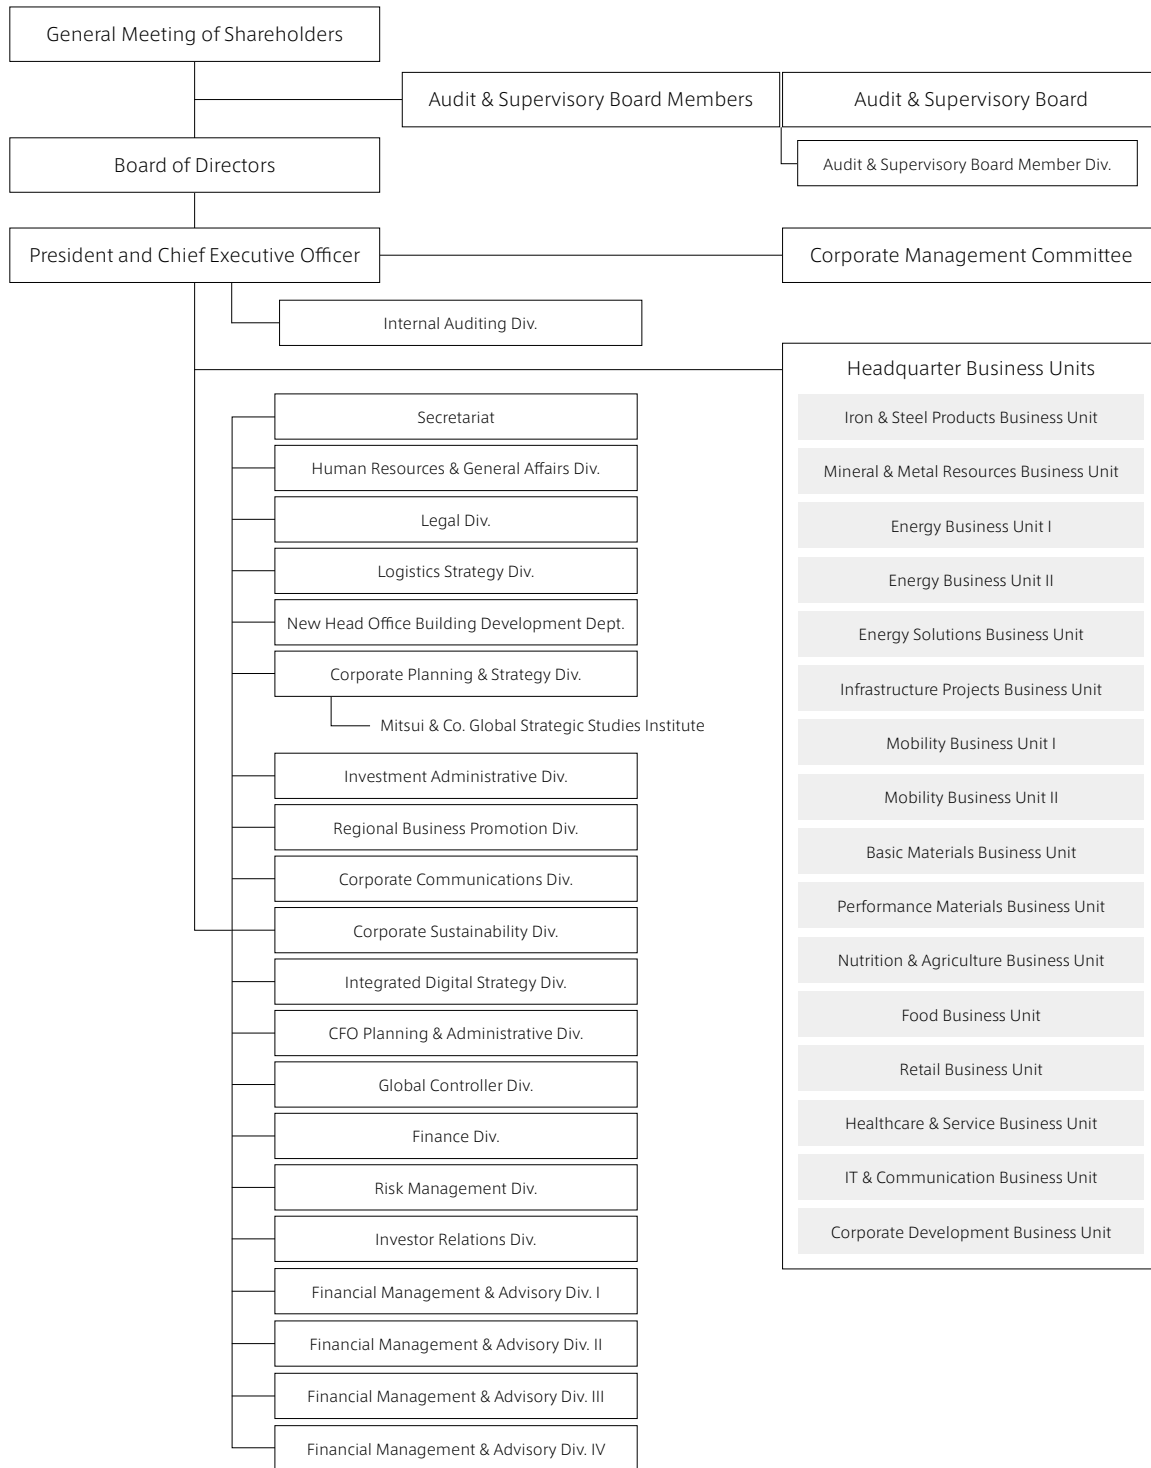 General Meeting of Shareholders
Audit & Supervisory Board Members
Audit & Supervisory Board
Board of Directors
Audit & Supervisory Board Member Div.
President and Chief Executive Officer
Corporate Management Committee
Internal Auditing Div.
Secretariat
Human Resources & General Affairs Div.
Legal Div.
Logistics Strategy Div.
New Head Office Building Development Dept.
Corporate Planning & Strategy Div.
Mitsui & Co. Global Strategic Studies Institute
Investment Administrative Div.
Regional Business Promotion Div.
Corporate Communications Div.
Corporate Sustainability Div.
Integrated Digital Strategy Div.
CFO Planning & Administrative Div.
Global Controller Div.
Finance Div.
Risk Management Div.
Investor Relations Div.
Financial Management & Advisory Div. I
Financial Management & Advisory Div. II
Financial Management & Advisory Div. III
Financial Management & Advisory Div. IV
Headquarter Business Units
Iron & Steel Products Business Unit
Mineral & Metal Resources Business Unit
Energy Business Unit I
Energy Business Unit II
Energy Solutions Business Unit
Infrastructure Projects Business Unit
Mobility Business Unit I
Mobility Business Unit II
Basic Materials Business Unit
Performance Materials Business Unit
Nutrition & Agriculture Business Unit
Food Business Unit
Retail Business Unit
Healthcare & Service Business Unit
IT & Communication Business Unit
Corporate Development Business Unit